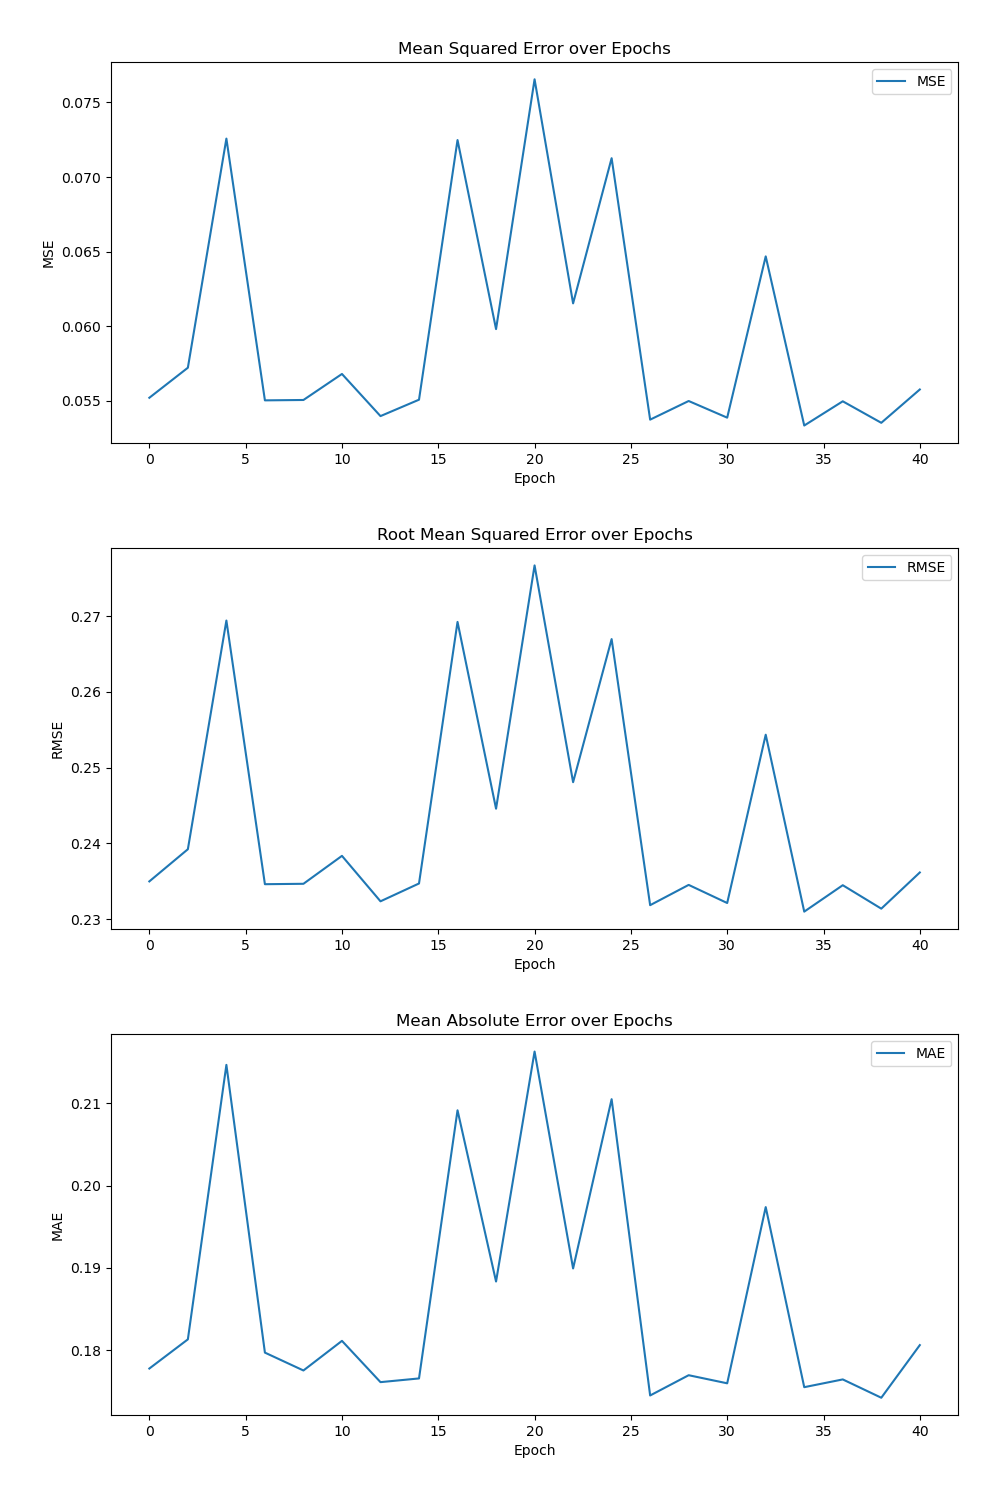 Mean Squared Error over Epochs
MSE
0.075
0.070
0.065
0.060
0.055
MSE
0 5 10 15 20 25 30 35 40
Epoch
Root Mean Squared Error over Epochs
RMSE
0.27
0.26
0.25
0.24
0.23
RMSE
0 5 10 15 20 25 30 35 40
Epoch
Mean Absolute Error over Epochs
MAE
0.21
0.20
0.19
0.18
MAE
0 5 10 15 20 25 30 35 40
Epoch